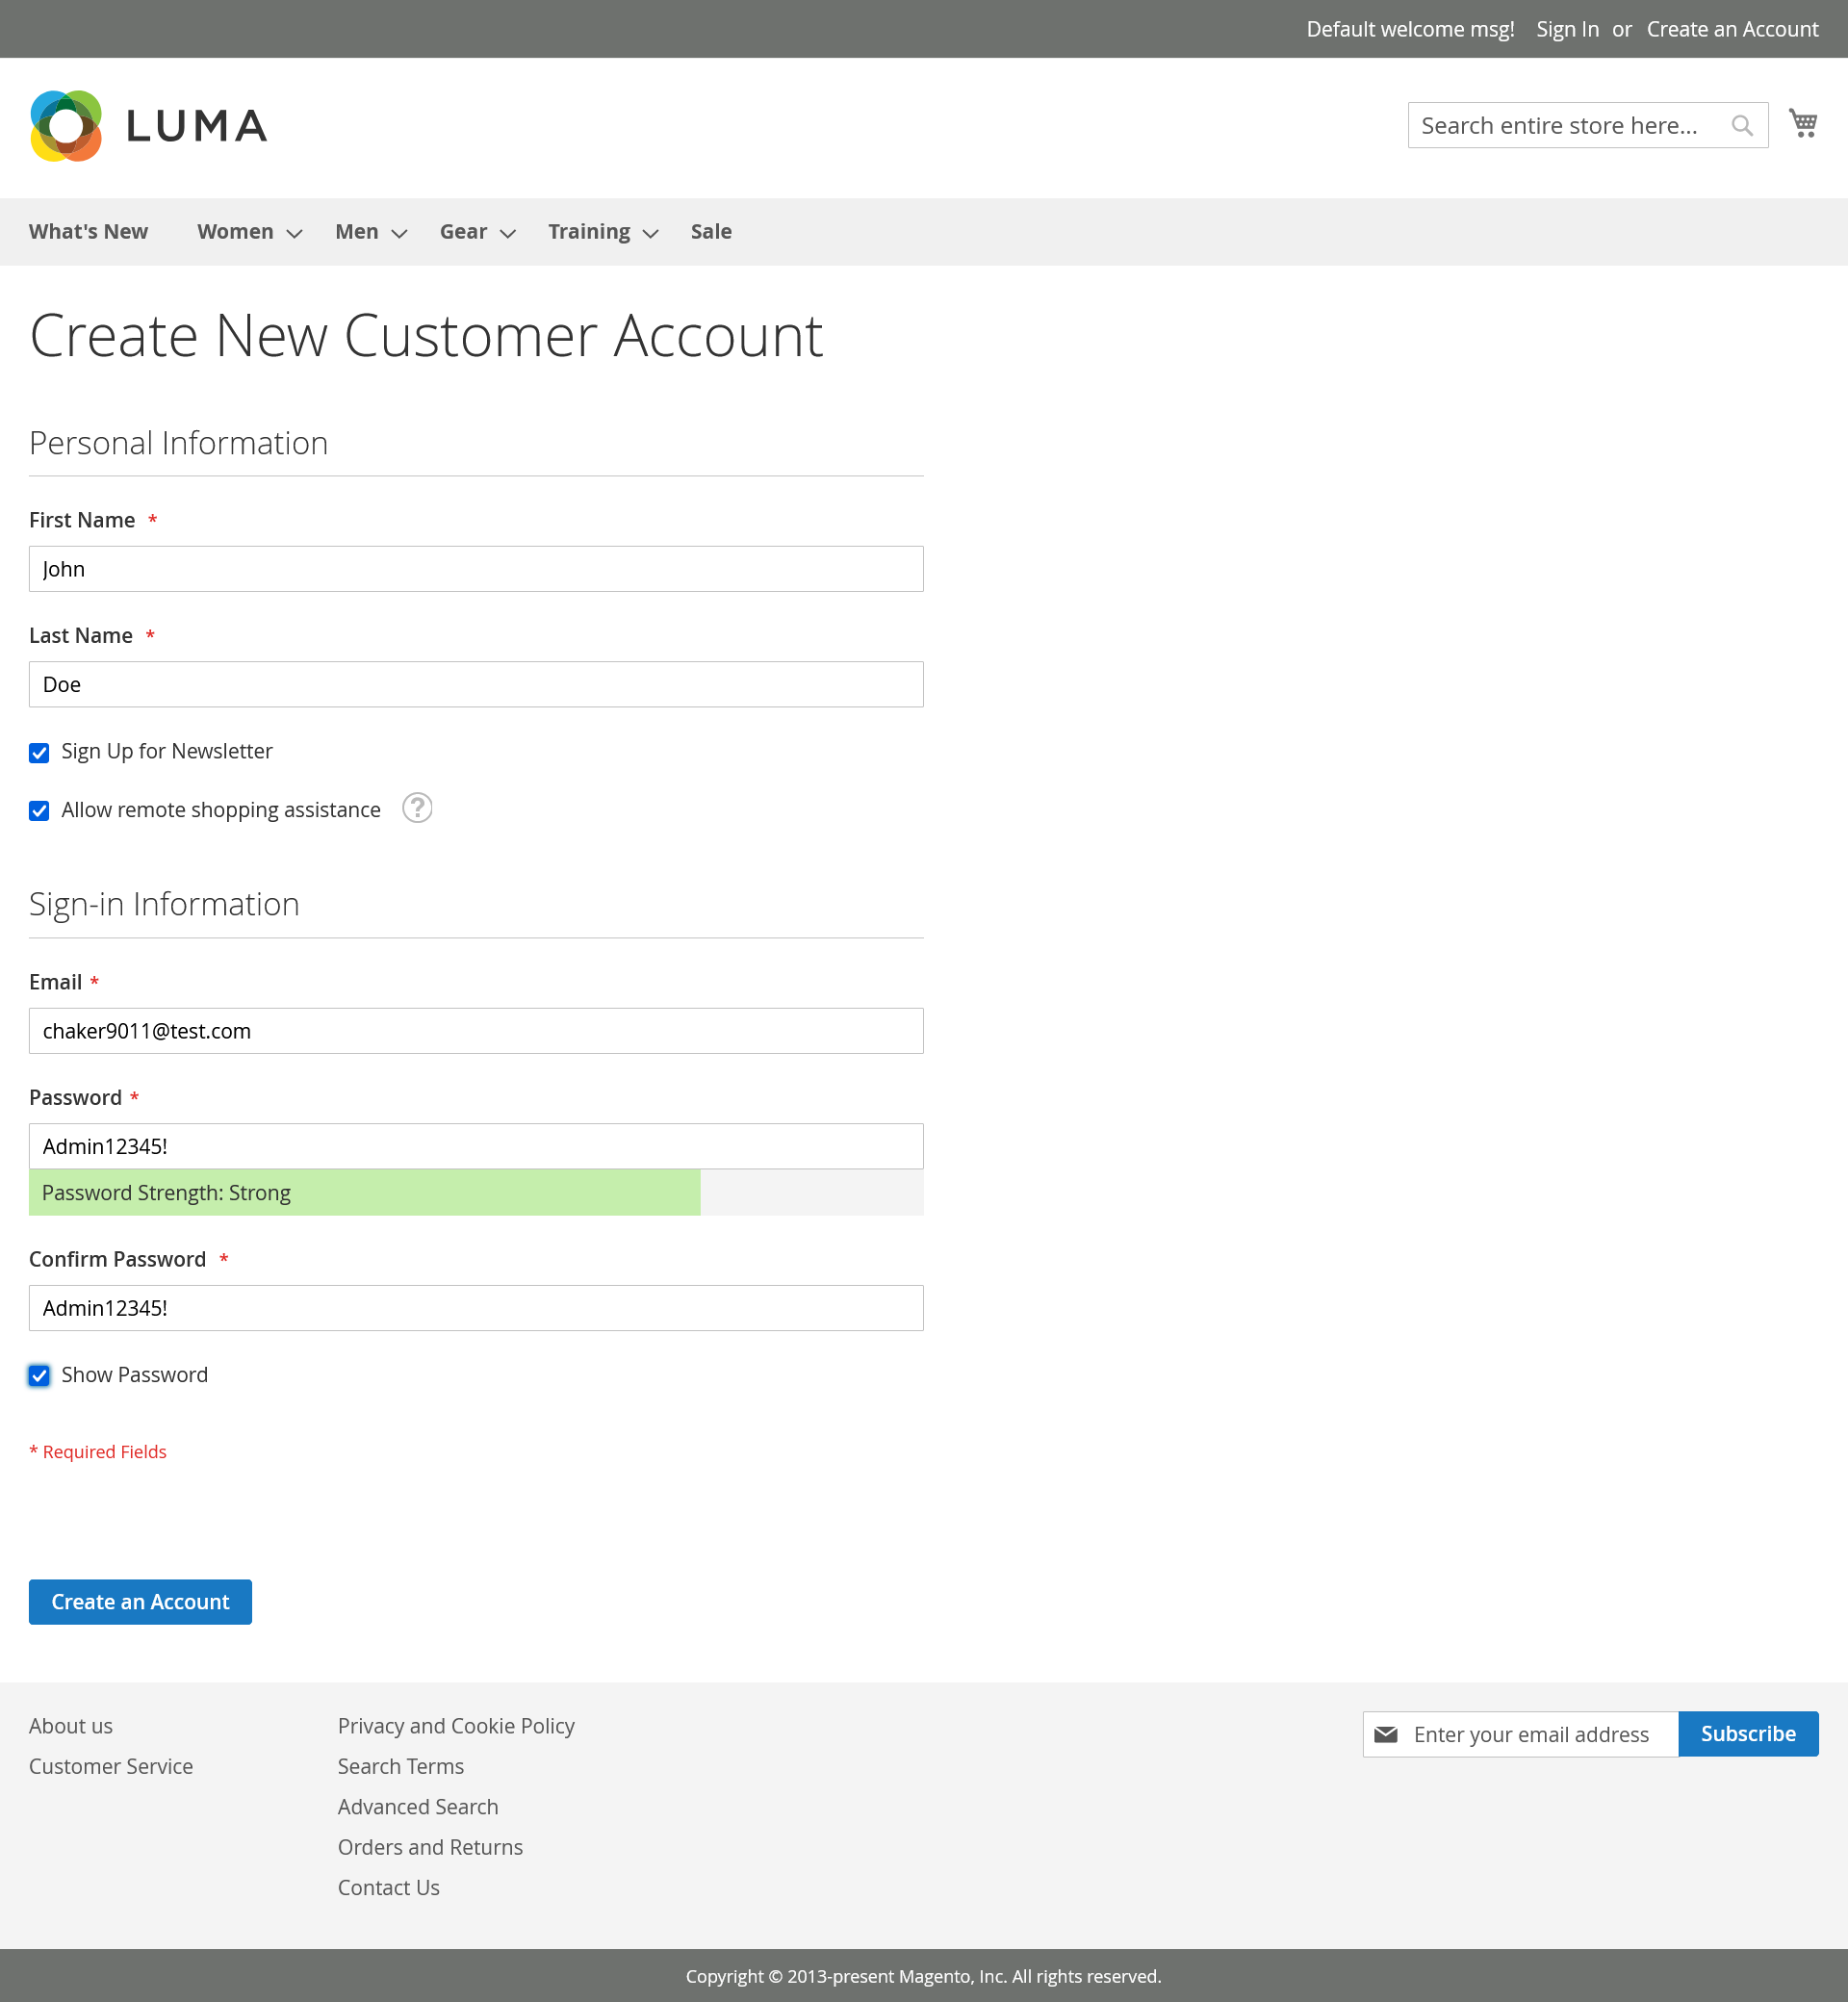 Default welcome msg! Sign In or Create an Account
LUMA
Search entire store here...
What's New Women Men Gear Training Sale
Create New Customer Account
Personal Information
First Name *
John
Last Name *
Doe
Sign Up for Newsletter
Allow remote shopping assistance ?
Sign-in Information
Email *
chaker9011@test.com
Password *
Admin12345!
Password Strength: Strong
Confirm Password *
Admin12345!
Show Password
* Required Fields
Create an Account
About us
Customer Service
Privacy and Cookie Policy
Search Terms
Advanced Search
Orders and Returns
Contact Us
Enter your email address
Subscribe
Copyright © 2013-present Magento, Inc. All rights reserved.